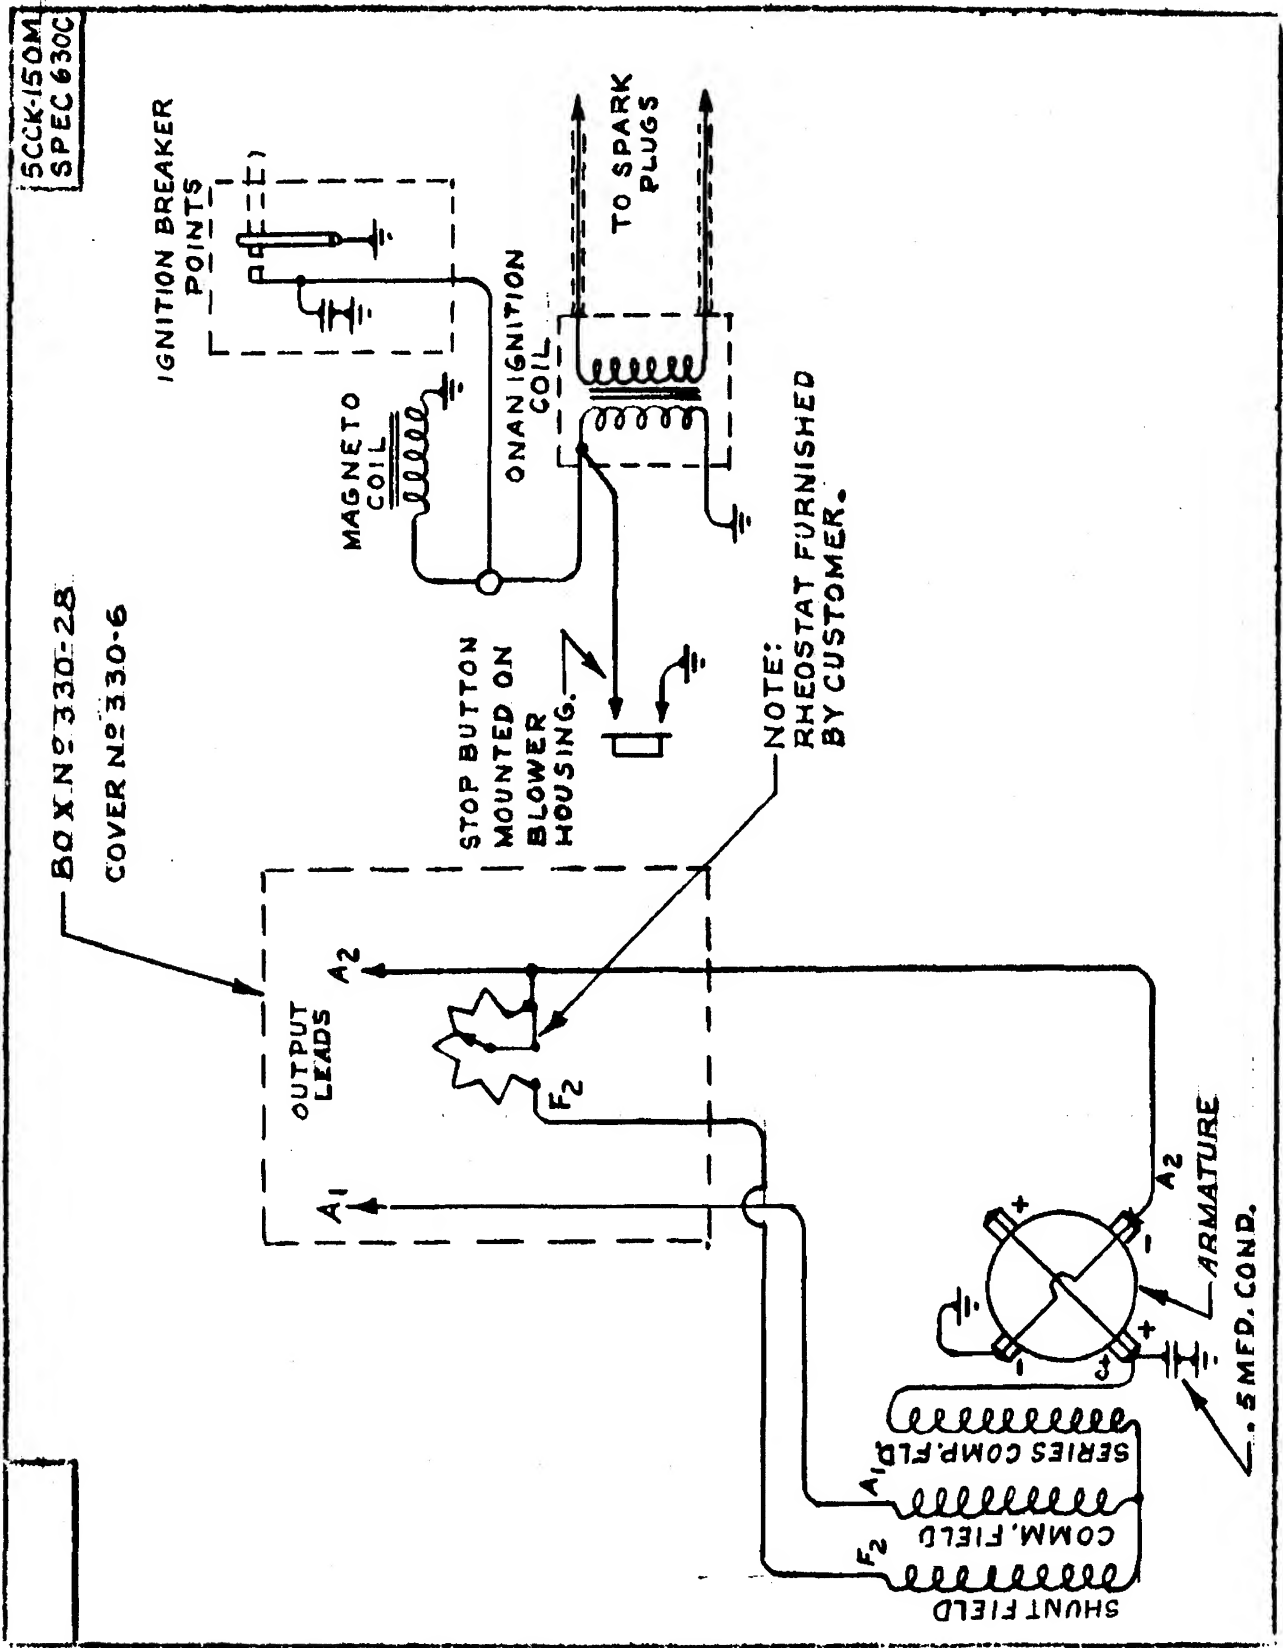 5CCK-150M
SPEC 630C
BOX Nº 330-28
COVER Nº 330-6
IGNITION BREAKER
POINTS
MAGNETO
COIL
ONAN IGNITION
COIL
TO SPARK
PLUGS
STOP BUTTON
MOUNTED ON
BLOWER
HOUSING.
NOTE:
RHEOSTAT FURNISHED
BY CUSTOMER.
OUTPUT
LEADS
A1
A2
F2
A2
ARMATURE
+
-
-
+
C+
.5 MFD. COND.
SERIES COMP. FLD.
A1
COMM. FIELD
F2
SHUNT FIELD